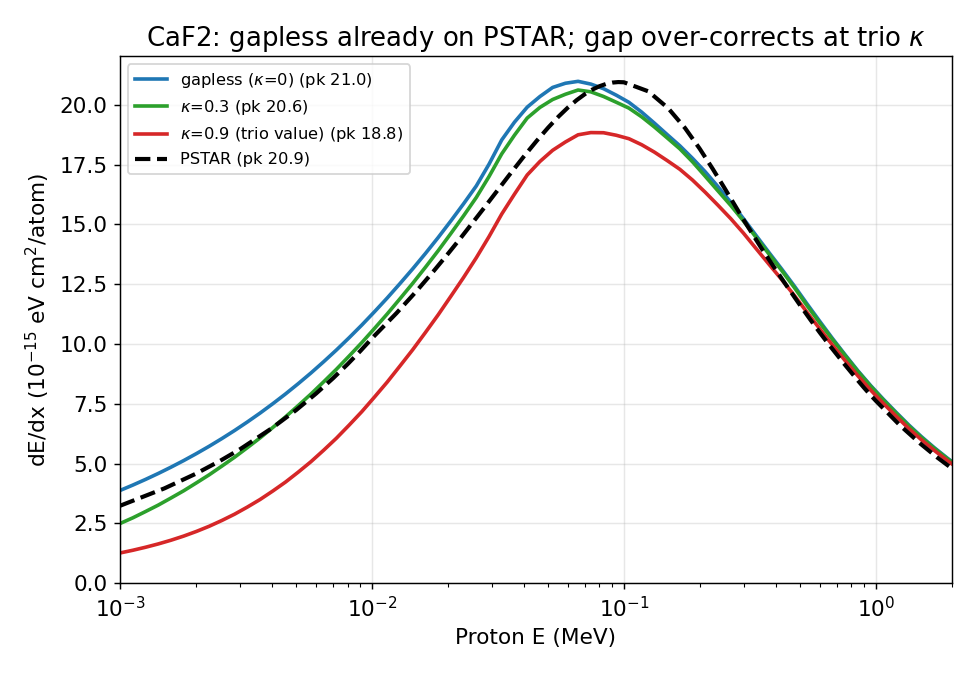 CaF2: gapless already on PSTAR; gap over-corrects at trio κ
gapless (κ=0) (pk 21.0)
κ=0.3 (pk 20.6)
κ=0.9 (trio value) (pk 18.8)
PSTAR (pk 20.9)
dE/dx (10⁻¹⁵ eV cm²/atom)
20.0
17.5
15.0
12.5
10.0
7.5
5.0
2.5
0.0
10⁻³ 10⁻² 10⁻¹ 10⁰
Proton E (MeV)